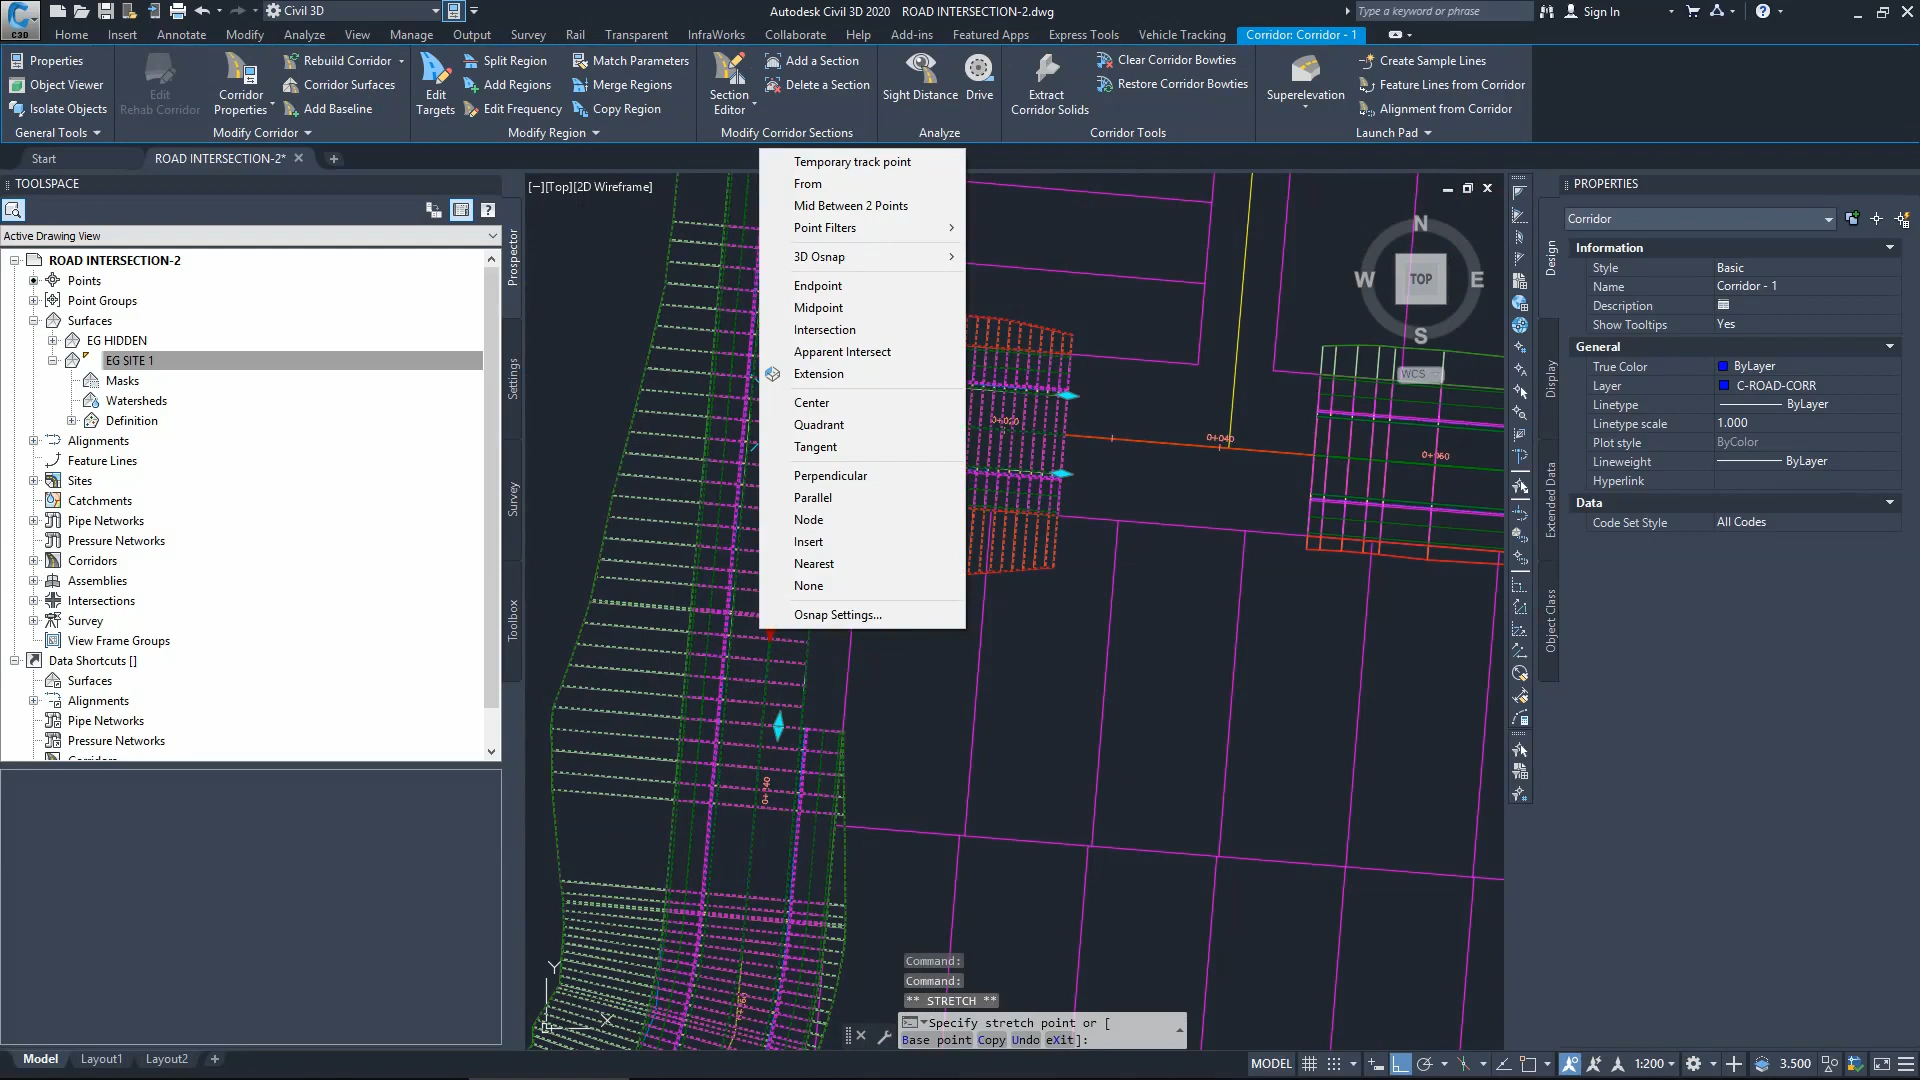 Civil 3D
Autodesk Civil 3D 2020 ROAD INTERSECTION-2.dwg
Type a keyword or phrase
Sign In
C3D
Home Insert Annotate Modify Analyze View Manage Output Survey Rail Transparent InfraWorks Collaborate Help Add-ins Featured Apps Express Tools Vehicle Tracking Corridor: Corridor - 1
Properties
Object Viewer
Isolate Objects
General Tools
Edit
Rehab Corridor
Corridor
Properties
Rebuild Corridor
Corridor Surfaces
Add Baseline
Modify Corridor
Edit
Targets
Split Region
Add Regions
Edit Frequency
Match Parameters
Merge Regions
Copy Region
Modify Region
Section
Editor
Add a Section
Delete a Section
Modify Corridor Sections
Sight Distance
Drive
Analyze
Extract
Corridor Solids
Clear Corridor Bowties
Restore Corridor Bowties
Corridor Tools
Superelevation
Create Sample Lines
Feature Lines from Corridor
Alignment from Corridor
Launch Pad
Start
ROAD INTERSECTION-2*
TOOLSPACE
Active Drawing View
ROAD INTERSECTION-2
Points
Point Groups
Surfaces
EG HIDDEN
EG SITE 1
Masks
Watersheds
Definition
Alignments
Feature Lines
Sites
Catchments
Pipe Networks
Pressure Networks
Corridors
Assemblies
Intersections
Survey
View Frame Groups
Data Shortcuts []
Surfaces
Alignments
Pipe Networks
Pressure Networks
Prospector
Settings
Survey
Toolbox
[−][Top][2D Wireframe]
Temporary track point
From
Mid Between 2 Points
Point Filters
3D Osnap
Endpoint
Midpoint
Intersection
Apparent Intersect
Extension
Center
Quadrant
Tangent
Perpendicular
Parallel
Node
Insert
Nearest
None
Osnap Settings...
N
W
TOP
E
S
WCS
0+020
0+040
0+060
0+040
0+060
Y
X
Command:
Command:
** STRETCH **
Specify stretch point or [
Base point Copy Undo eXit]:
PROPERTIES
Corridor
Design
Display
Extended Data
Object Class
Information
Style Basic
Name Corridor - 1
Description
Show Tooltips Yes
General
True Color ByLayer
Layer C-ROAD-CORR
Linetype ByLayer
Linetype scale 1.000
Plot style ByColor
Lineweight ByLayer
Hyperlink
Data
Code Set Style All Codes
Model Layout1 Layout2
MODEL
1:200
3.500